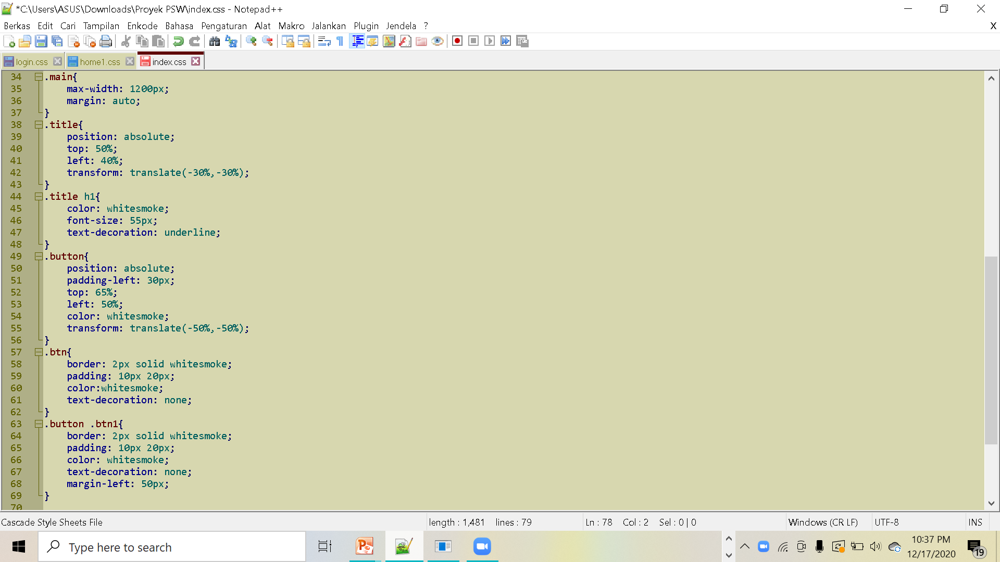 *C:\Users\ASUS\Downloads\Proyek PSW\index.css - Notepad++
Berkas Edit Cari Tampilan Enkode Bahasa Pengaturan Alat Makro Jalankan Plugin Jendela ? X
login.css home1.css index.css
34 .main{
35 max-width: 1200px;
36 margin: auto;
37 }
38 .title{
39 position: absolute;
40 top: 50%;
41 left: 40%;
42 transform: translate(-30%,-30%);
43 }
44 .title h1{
45 color: whitesmoke;
46 font-size: 55px;
47 text-decoration: underline;
48 }
49 .button{
50 position: absolute;
51 padding-left: 30px;
52 top: 65%;
53 left: 50%;
54 color: whitesmoke;
55 transform: translate(-50%,-50%);
56 }
57 .btn{
58 border: 2px solid whitesmoke;
59 padding: 10px 20px;
60 color:whitesmoke;
61 text-decoration: none;
62 }
63 .button .btn1{
64 border: 2px solid whitesmoke;
65 padding: 10px 20px;
66 color: whitesmoke;
67 text-decoration: none;
68 margin-left: 50px;
69 }
70
Cascade Style Sheets File length : 1,481 lines : 79 Ln : 78 Col : 2 Sel : 0 | 0 Windows (CR LF) UTF-8 INS
Type here to search
10:37 PM
12/17/2020
19